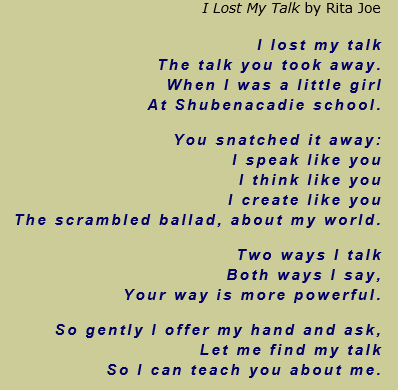 I Lost My Talk by Rita Joe
I lost my talk
The talk you took away.
When I was a little girl
At Shubenacadie school.
You snatched it away:
I speak like you
I think like you
I create like you
The scrambled ballad, about my world.
Two ways I talk
Both ways I say,
Your way is more powerful.
So gently I offer my hand and ask,
Let me find my talk
So I can teach you about me.